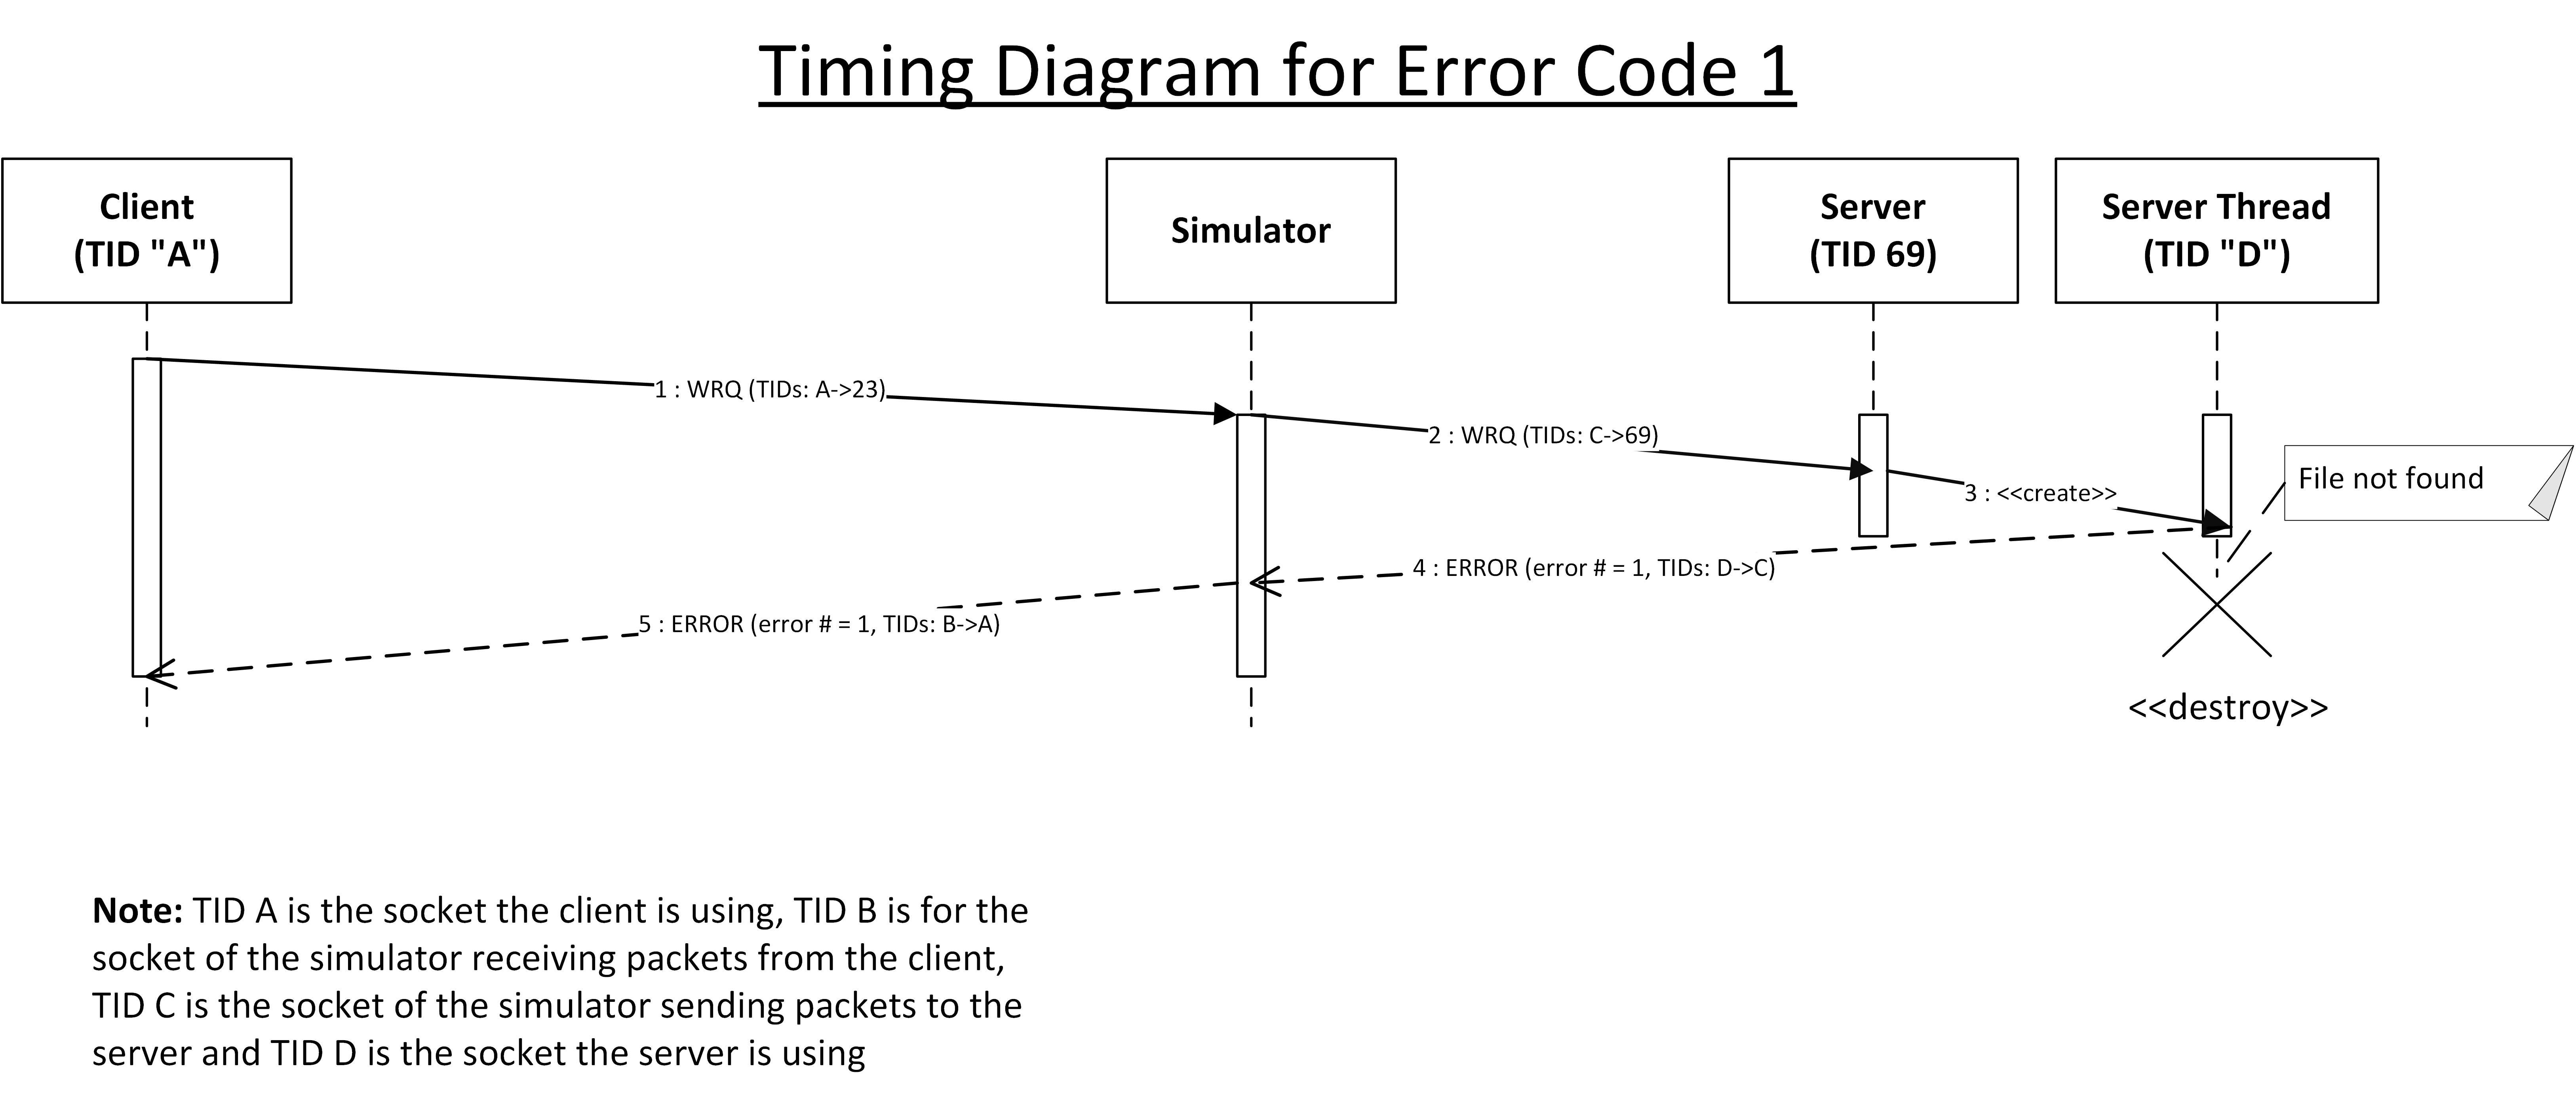 Timing Diagram for Error Code 1
Client
(TID "A")
Simulator
Server
(TID 69)
Server Thread
(TID "D")
1 : WRQ (TIDs: A->23)
2 : WRQ (TIDs: C->69)
3 : <<create>>
File not found
4 : ERROR (error # = 1, TIDs: D->C)
5 : ERROR (error # = 1, TIDs: B->A)
<<destroy>>
Note: TID A is the socket the client is using, TID B is for the
socket of the simulator receiving packets from the client,
TID C is the socket of the simulator sending packets to the
server and TID D is the socket the server is using